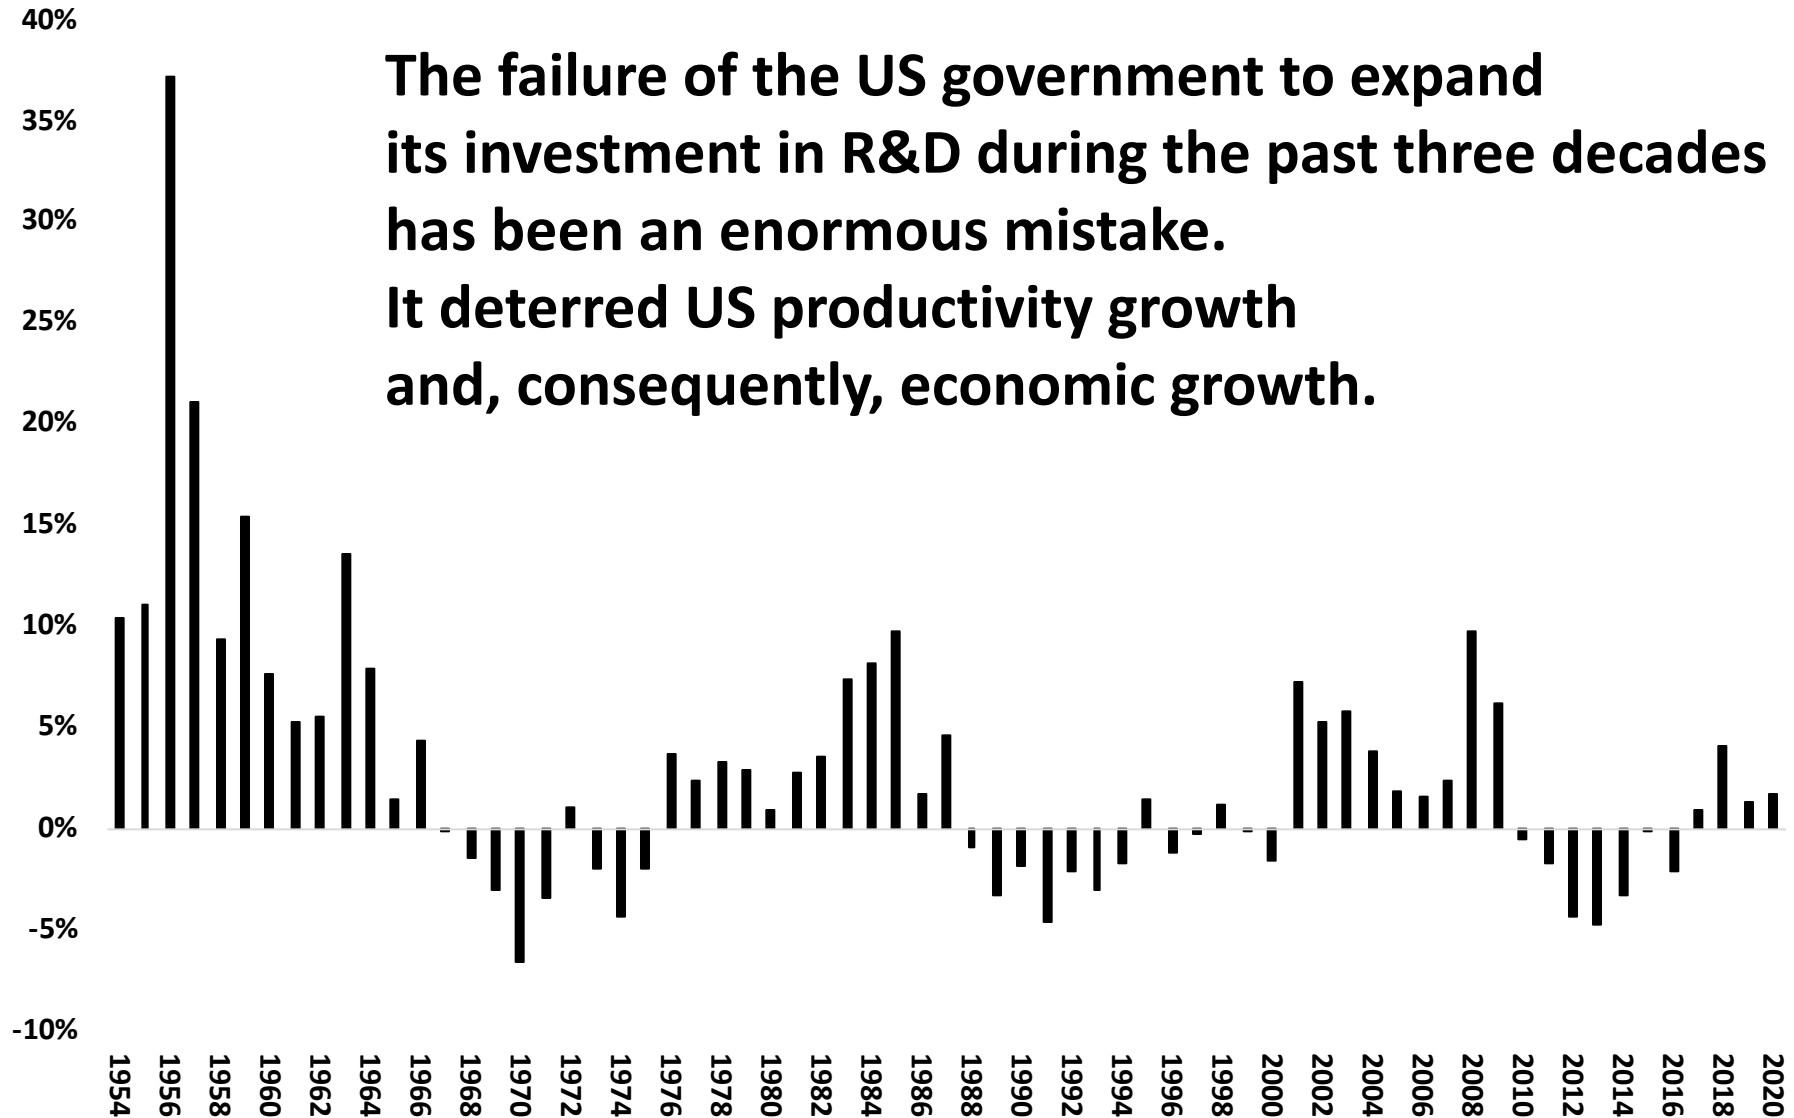 40%
The failure of the US government to expand
35%
its investment in R&D during the past three decades
30%
has been an enormous mistake.
25%
It deterred US productivity growth
and, consequently, economic growth.
20%
15%
10%
5%
0%
-5%
-10%
1954 1956 1958 1960 1962 1964 1966 1968 1970 1972 1974 1976 1978 1980 1982 1984 1986 1988 1990 1992 1994 1996 1998 2000 2002 2004 2006 2008 2010 2012 2014 2016 2018 2020